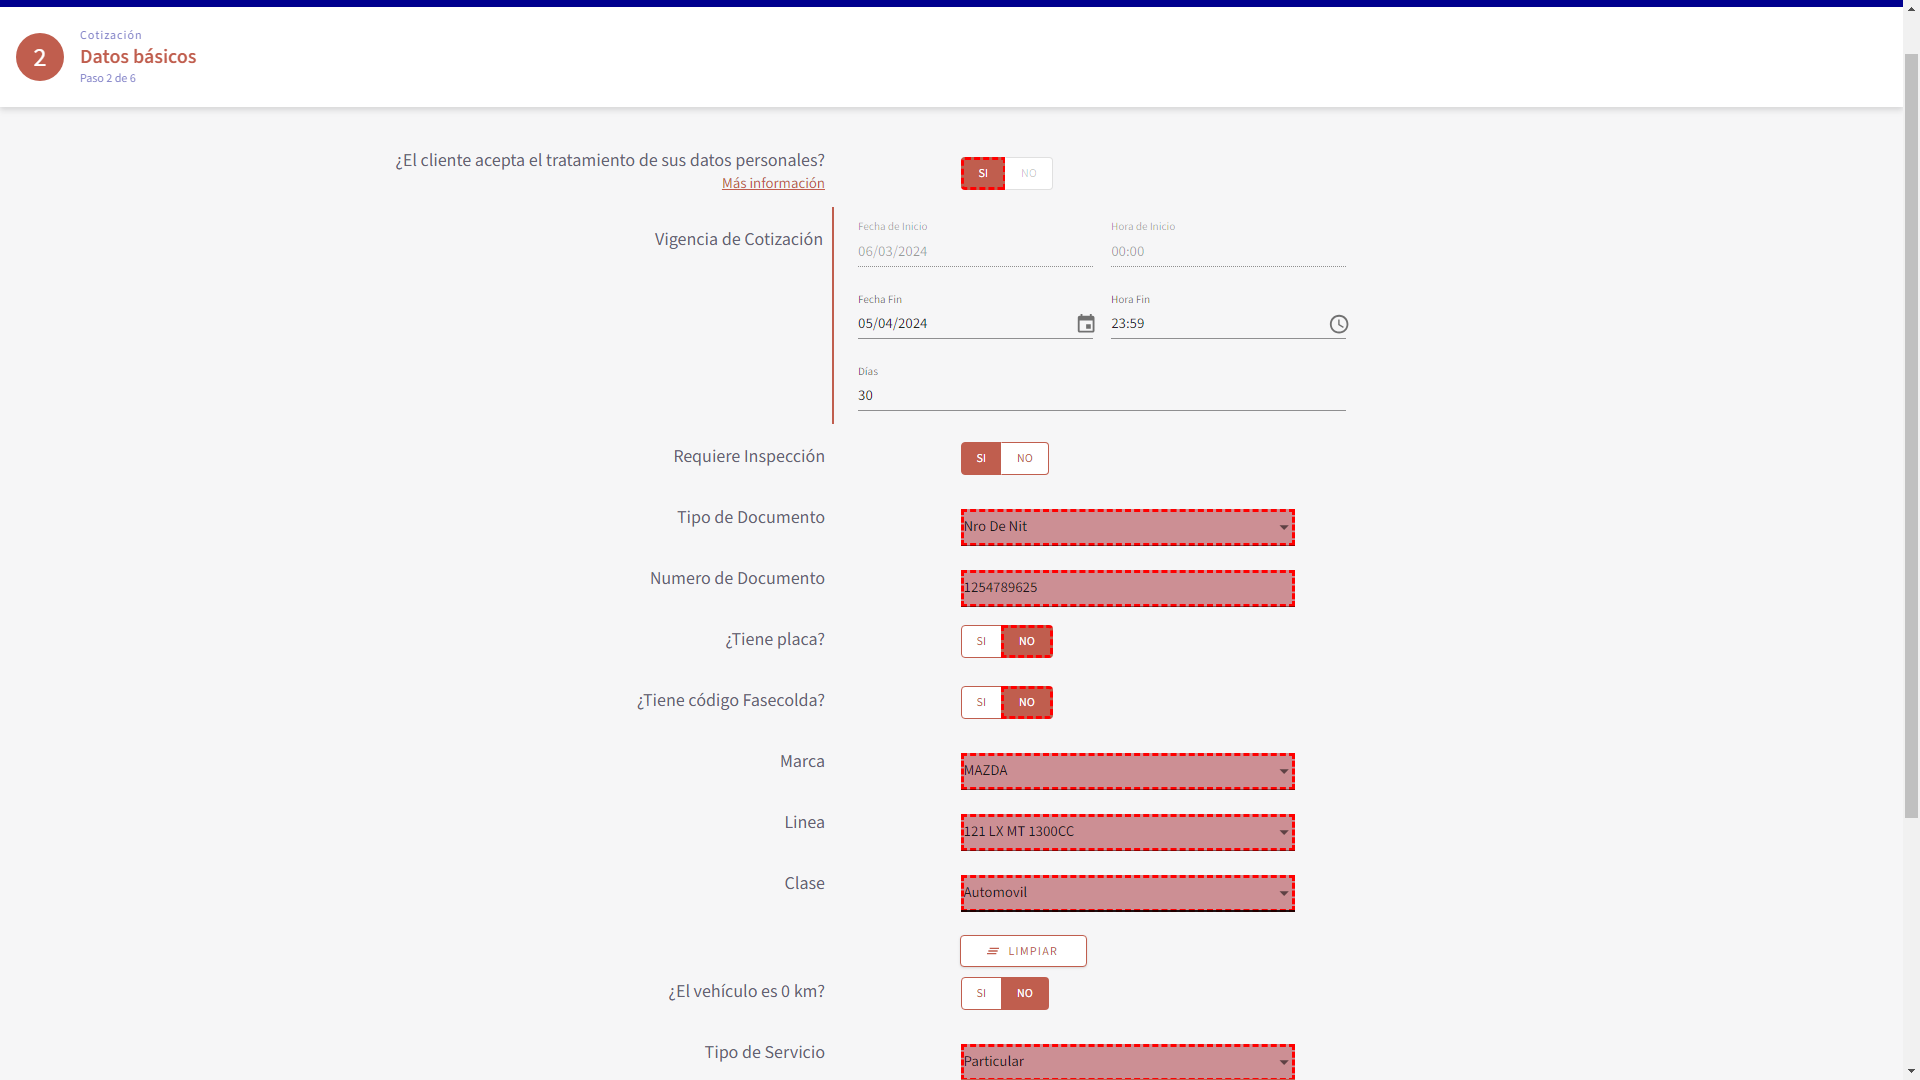 2
Cotización
Datos básicos
Paso 2 de 6
¿El cliente acepta el tratamiento de sus datos personales?
Más información
SI NO
Vigencia de Cotización
Fecha de Inicio Hora de Inicio
06/03/2024 00:00
Fecha Fin Hora Fin
05/04/2024 23:59
Días
30
Requiere Inspección SI NO
Tipo de Documento Nro De Nit
Numero de Documento 1254789625
¿Tiene placa? SI NO
¿Tiene código Fasecolda? SI NO
Marca MAZDA
Linea 121 LX MT 1300CC
Clase Automovil
LIMPIAR
¿El vehículo es 0 km? SI NO
Tipo de Servicio Particular